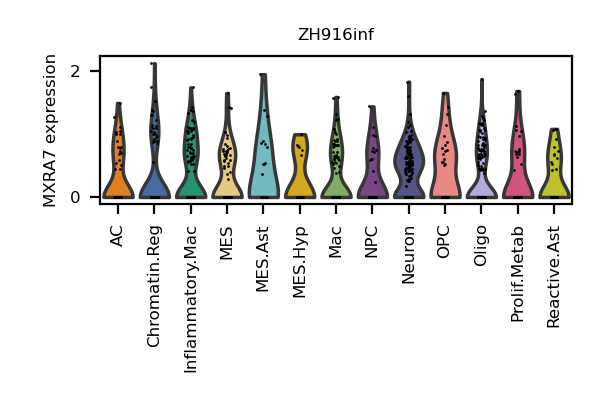 ZH916inf
MXRA7 expression
2
0
AC
Chromatin.Reg
Inflammatory.Mac
MES
MES.Ast
MES.Hyp
Mac
NPC
Neuron
OPC
Oligo
Prolif.Metab
Reactive.Ast